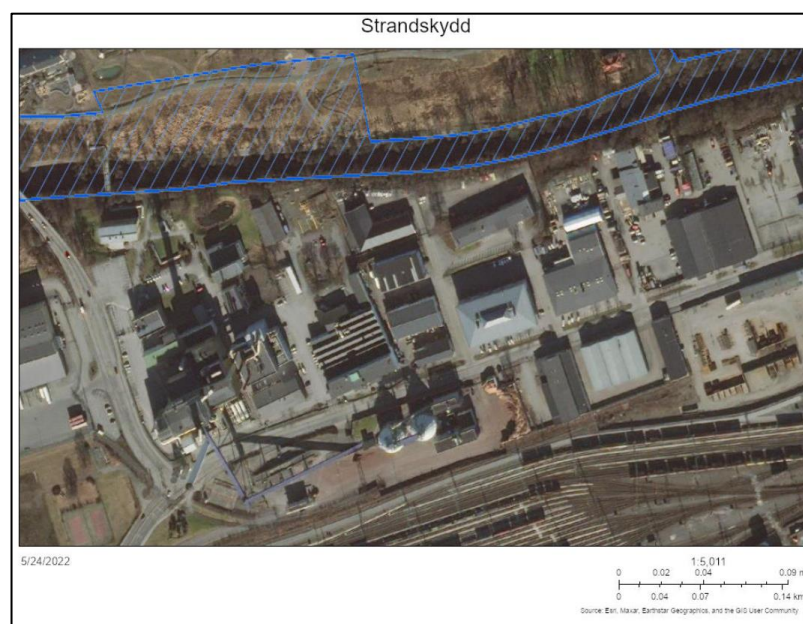 Strandskydd
5/24/2022
1:5,011
0 0.02 0.04 0.09 m
0 0.04 0.07 0.14 km
Source: Esri, Maxar, Earthstar Geographics, and the GIS User Community